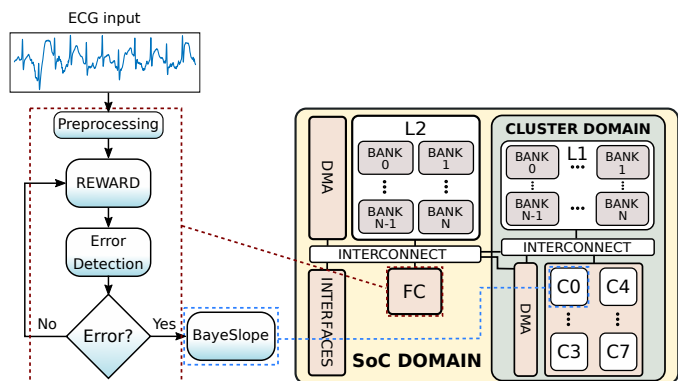 ECG input
Preprocessing
REWARD
Error
Detection
Error?
No
Yes
BayeSlope
DMA
L2
BANK
0
BANK
1
BANK
N-1
BANK
N
INTERCONNECT
INTERFACES
FC
SoC DOMAIN
CLUSTER DOMAIN
L1
BANK
0
BANK
1
BANK
N-1
BANK
N
INTERCONNECT
DMA
C0
C4
C3
C7